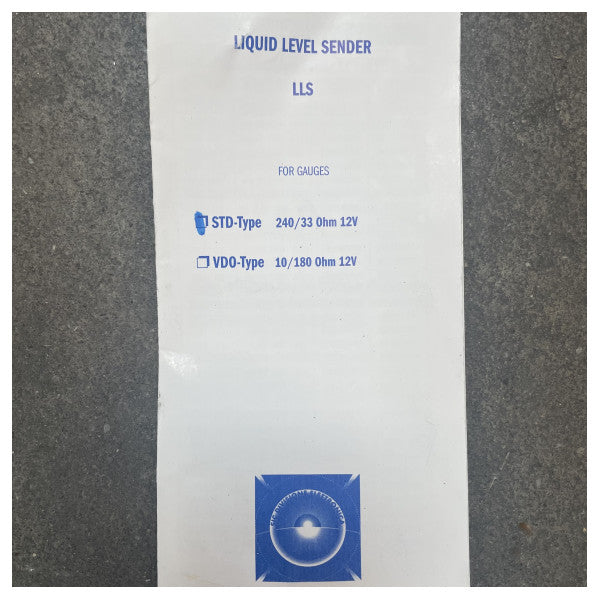 LIQUID LEVEL SENDER
LLS
FOR GAUGES
STD-Type 240/33 Ohm 12V
VDO-Type 10/180 Ohm 12V